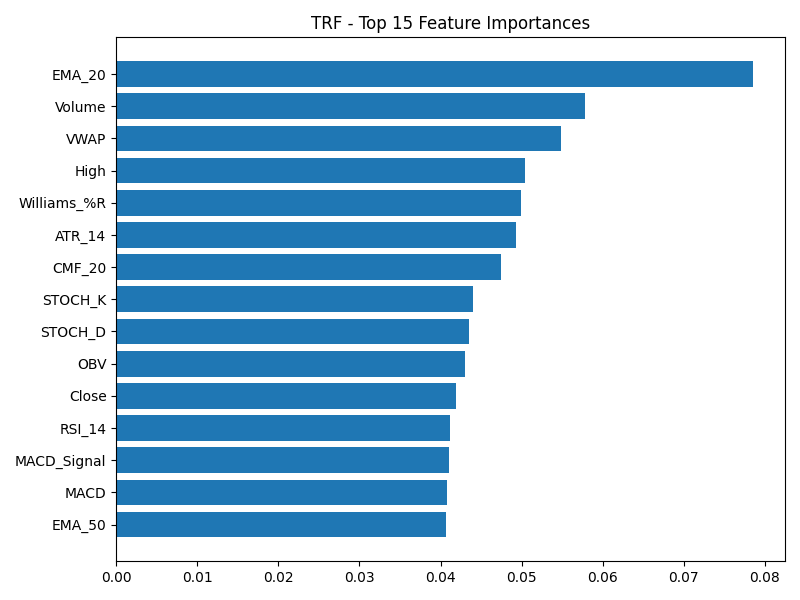 TRF - Top 15 Feature Importances
EMA_20
Volume
VWAP
High
Williams_%R
ATR_14
CMF_20
STOCH_K
STOCH_D
OBV
Close
RSI_14
MACD_Signal
MACD
EMA_50
0.00 0.01 0.02 0.03 0.04 0.05 0.06 0.07 0.08